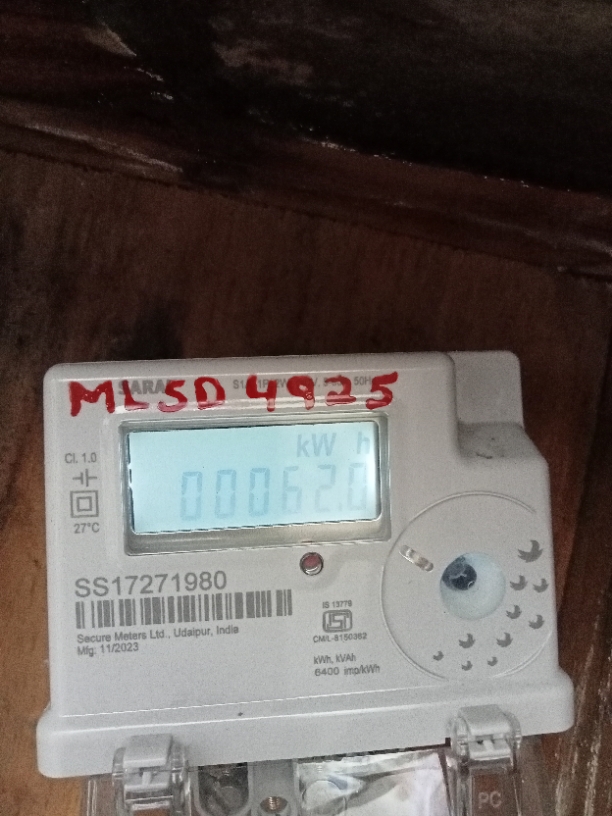 ML5D 4925
kW h
00062.0
Cl. 1.0
27°C
SS17271980
Secure Meters Ltd., Udaipur, India
Mfg: 11/2023
IS 13779
ISI
CM/L-8150362
kWh, kVAh
6400 imp/kWh
PC